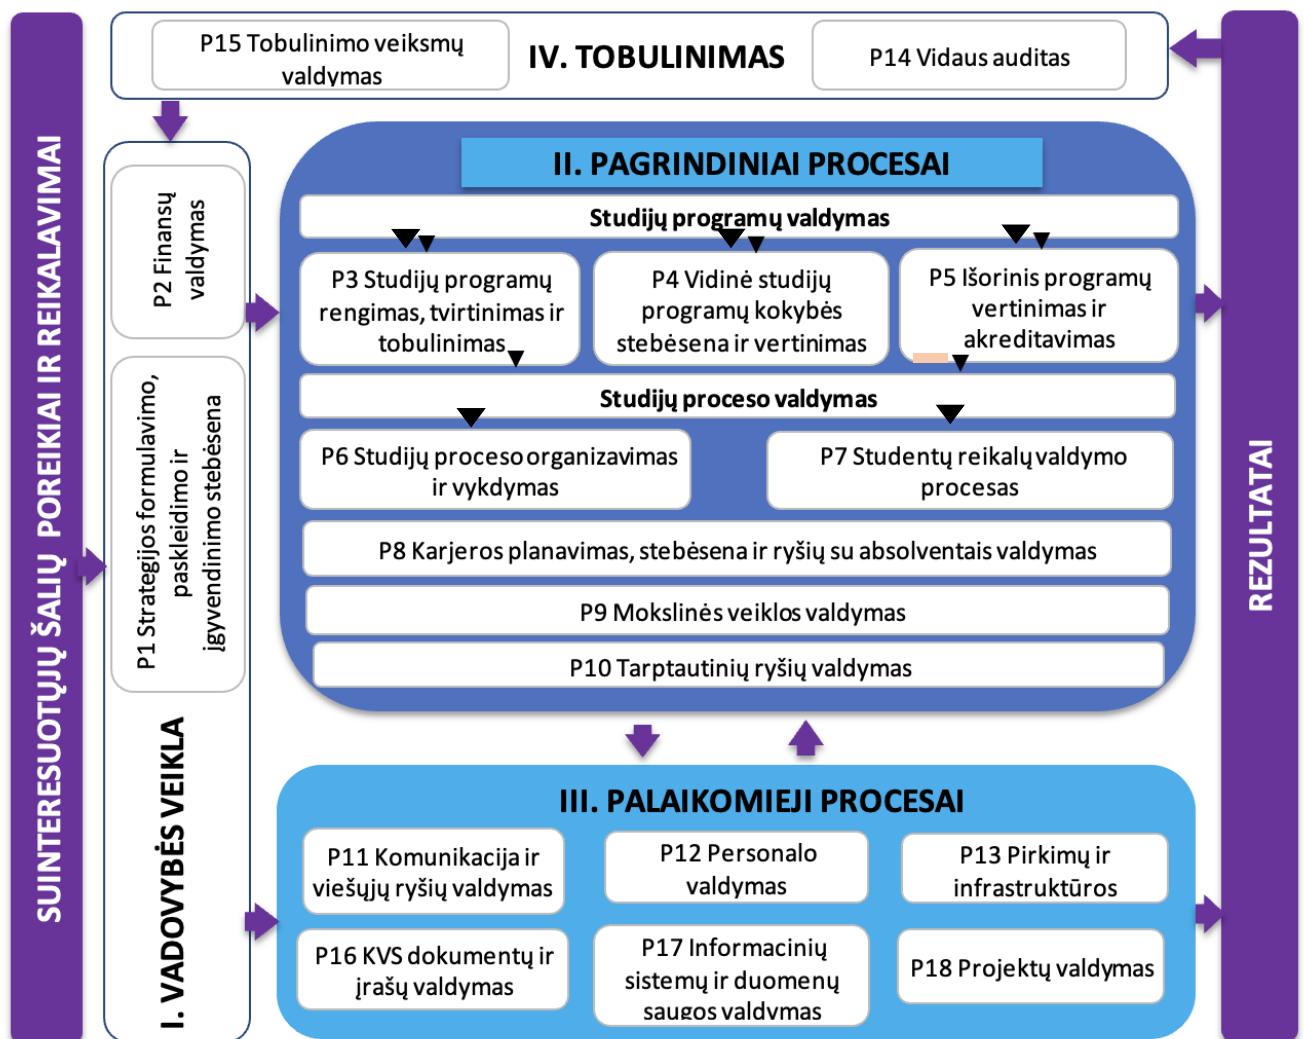 SUINTERESUOTŲJŲ ŠALIŲ POREIKIAI IR REIKALAVIMAI
P15 Tobulinimo veiksmų
valdymas
IV. TOBULINIMAS
P14 Vidaus auditas
P2 Finansų
valdymas
P1 Strategijos formulavimo,
paskleidimo ir
įgyvendinimo stebėsena
I. VADOVYBĖS VEIKLA
II. PAGRINDINIAI PROCESAI
Studijų programų valdymas
P3 Studijų programų
rengimas, tvirtinimas ir
tobulinimas
P4 Vidinė studijų
programų kokybės
stebėsena ir vertinimas
P5 Išorinis programų
vertinimas ir
akreditavimas
Studijų proceso valdymas
P6 Studijų proceso organizavimas
ir vykdymas
P7 Studentų reikalų valdymo
procesas
P8 Karjeros planavimas, stebėsena ir ryšių su absolventais valdymas
P9 Mokslinės veiklos valdymas
P10 Tarptautinių ryšių valdymas
III. PALAIKOMIEJI PROCESAI
P11 Komunikacija ir
viešųjų ryšių valdymas
P12 Personalo
valdymas
P13 Pirkimų ir
infrastruktūros
P16 KVS dokumentų ir
įrašų valdymas
P17 Informacinių
sistemų ir duomenų
saugos valdymas
P18 Projektų valdymas
REZULTATAI